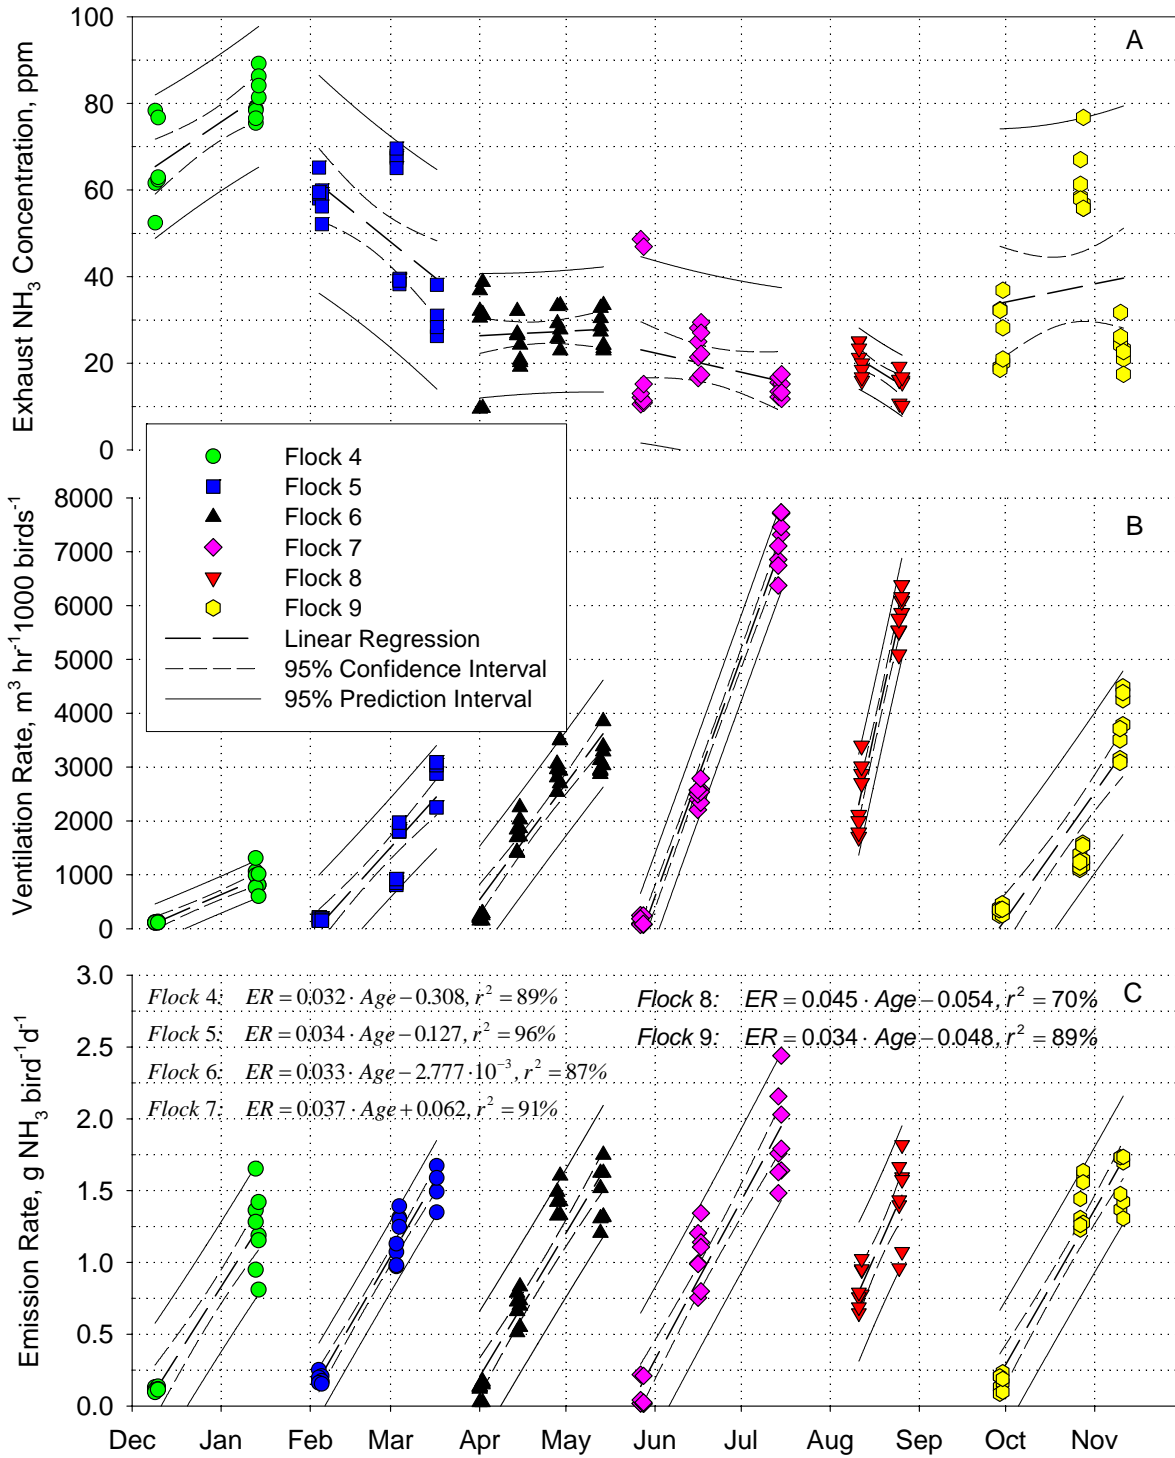 A
Exhaust NH₃ Concentration, ppm
100
80
60
40
20
0
Flock 4
Flock 5
Flock 6
Flock 7
Flock 8
Flock 9
Linear Regression
95% Confidence Interval
95% Prediction Interval
B
Ventilation Rate, m³ hr⁻¹1000 birds⁻¹
8000
7000
6000
5000
4000
3000
2000
1000
0
C
Emission Rate, g NH₃ bird⁻¹d⁻¹
3.0
2.5
2.0
1.5
1.0
0.5
0.0
Flock 4: ER = 0.032 · Age − 0.308, r² = 89%
Flock 5: ER = 0.034 · Age − 0.127, r² = 96%
Flock 6: ER = 0.033 · Age − 2.777 · 10⁻³, r² = 87%
Flock 7: ER = 0.037 · Age + 0.062, r² = 91%
Flock 8: ER = 0.045 · Age − 0.054, r² = 70%
Flock 9: ER = 0.034 · Age − 0.048, r² = 89%
Dec Jan Feb Mar Apr May Jun Jul Aug Sep Oct Nov